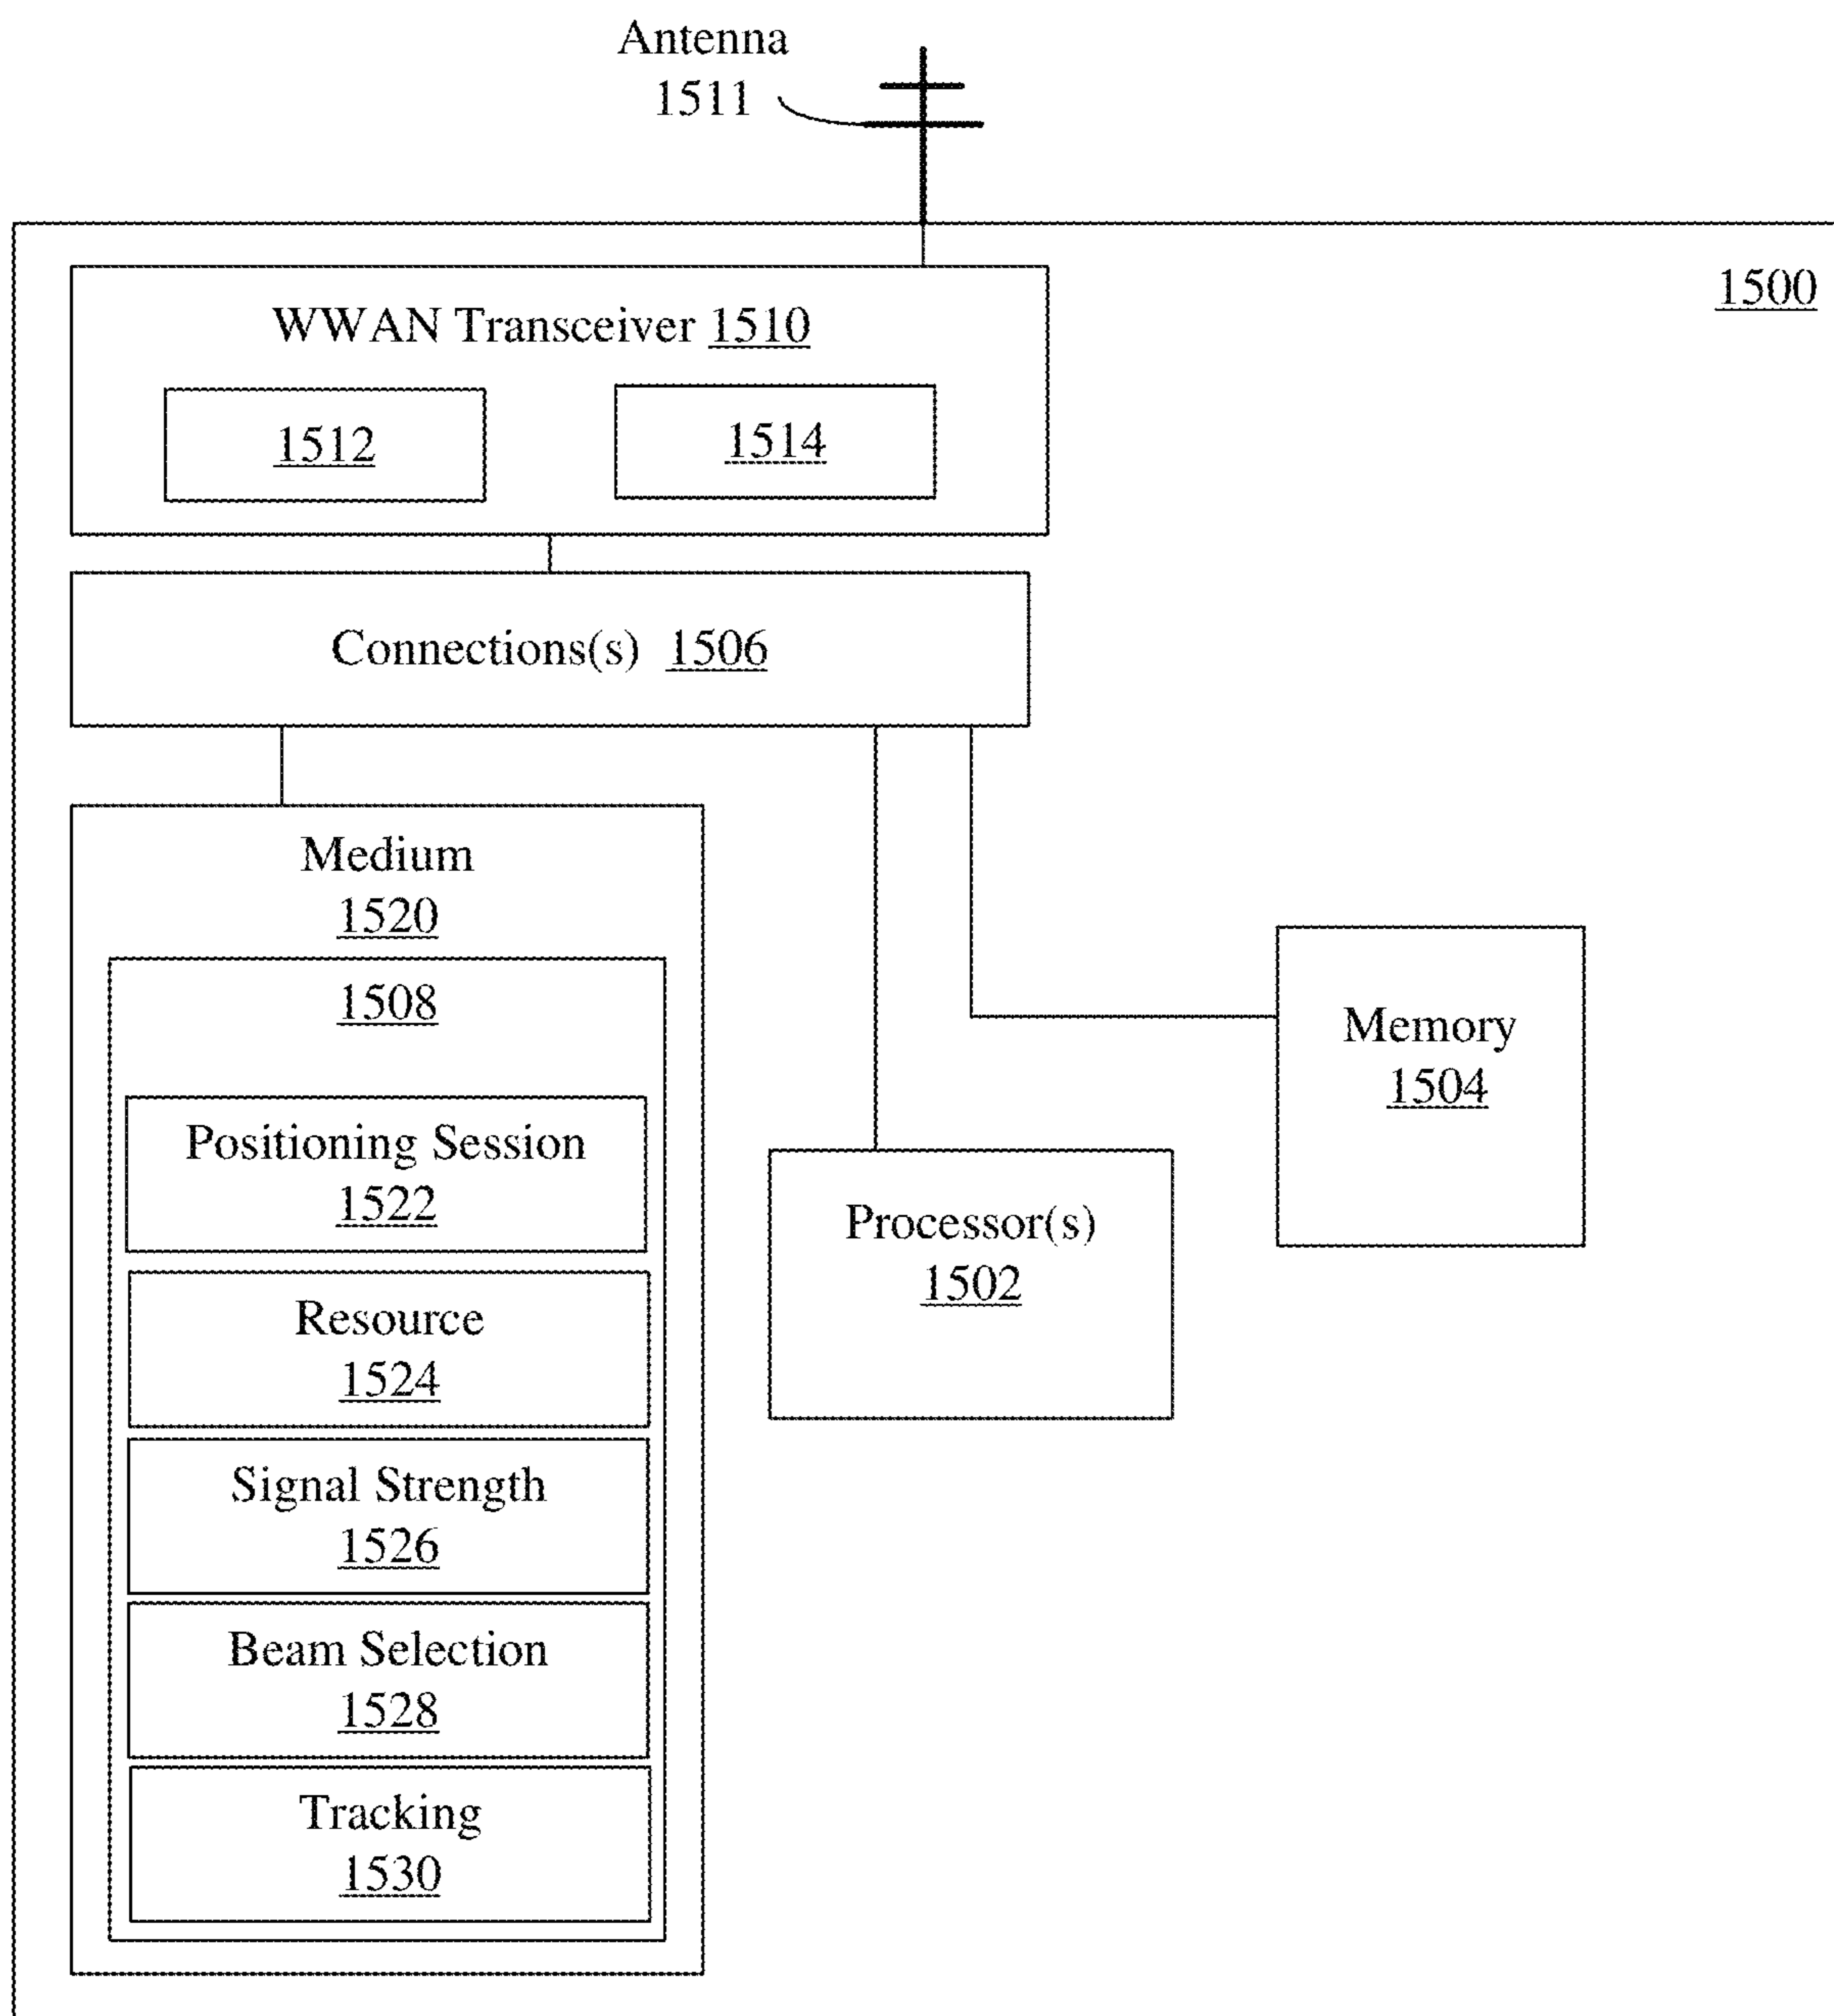 Antenna
1511
1500
WWAN Transceiver 1510
1512
1514
Connections(s) 1506
Medium
1520
1508
Positioning Session
1522
Resource
1524
Signal Strength
1526
Beam Selection
1528
Tracking
1530
Processor(s)
1502
Memory
1504